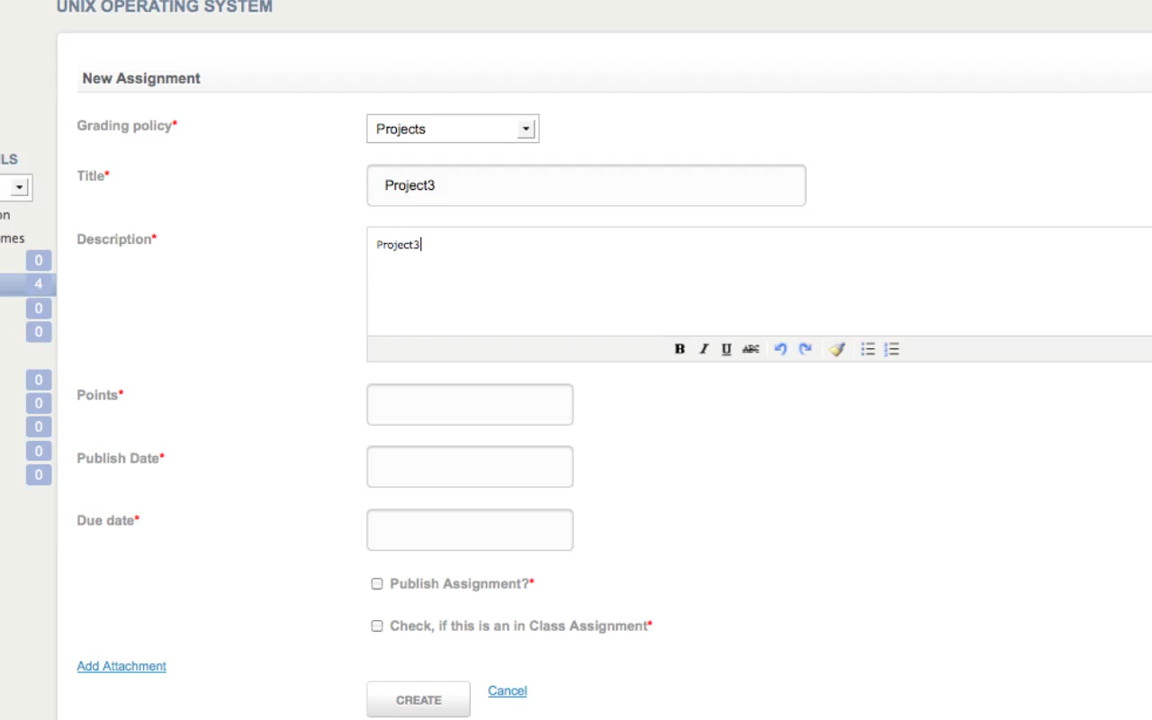 UNIX OPERATING SYSTEM
New Assignment
Grading policy*
Projects
LS
Title*
Project3
on
mes
Description*
Project3
0
4
0
0
B I U ABC
0
Points*
0
0
Publish Date*
0
0
Due date*
Publish Assignment?*
Check, if this is an in Class Assignment*
Add Attachment
CREATE
Cancel